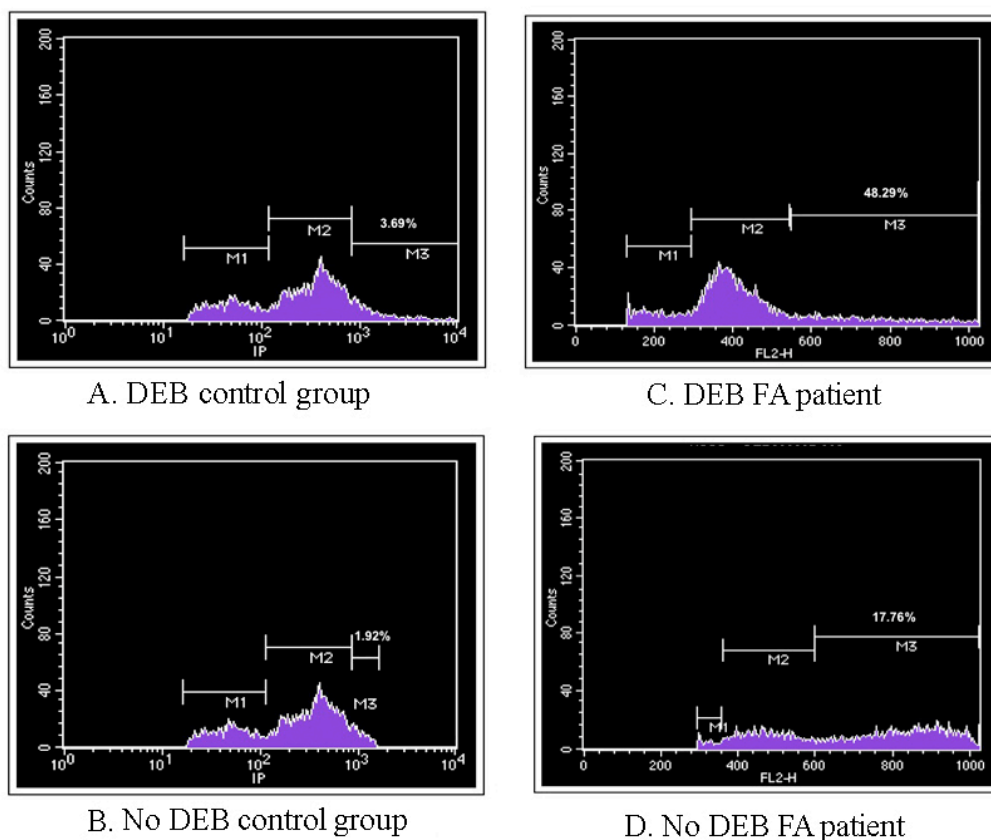 200
160
120
80
40
0
Counts
3.69%
M1
M2
M3
10^0 10^1 10^2 10^3 10^4
IP
A. DEB control group
200
160
120
80
40
0
Counts
48.29%
M1
M2
M3
0 200 400 600 800 1000
FL2-H
C. DEB FA patient
200
160
120
80
40
0
Counts
1.92%
M1
M2
M3
10^0 10^1 10^2 10^3 10^4
IP
B. No DEB control group
200
160
120
80
40
0
Counts
17.76%
M1
M2
M3
0 200 400 600 800 1000
FL2-H
D. No DEB FA patient